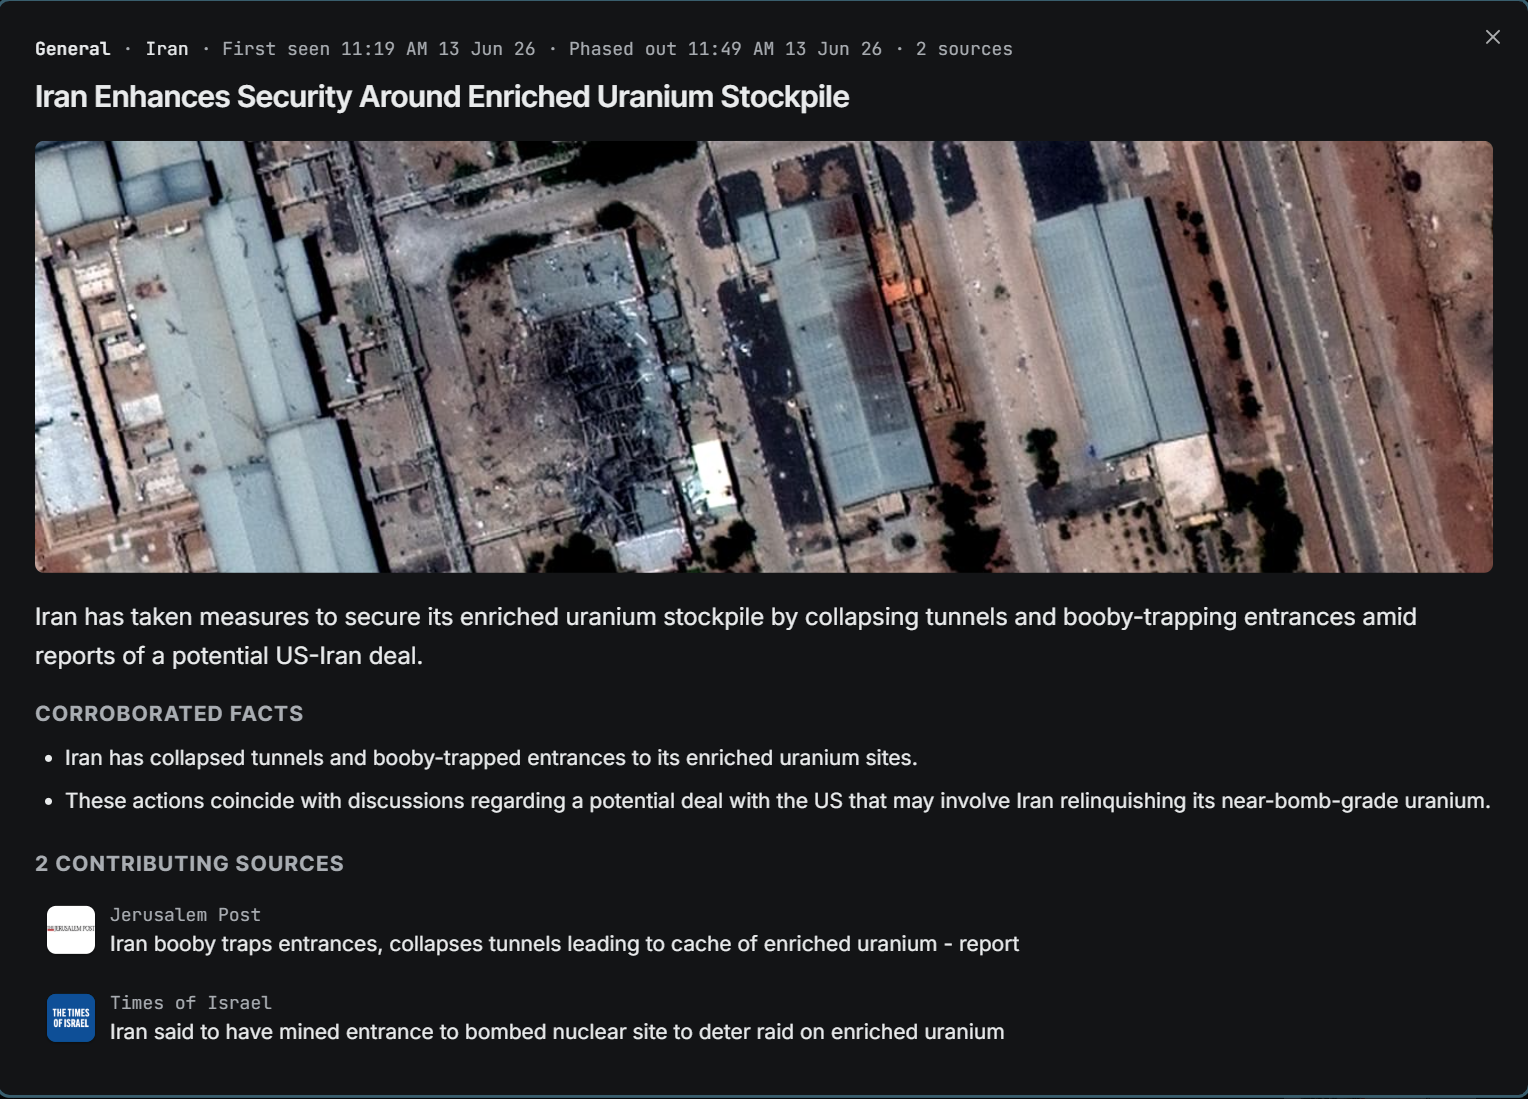 General · Iran · First seen 11:19 AM 13 Jun 26 · Phased out 11:49 AM 13 Jun 26 · 2 sources
Iran Enhances Security Around Enriched Uranium Stockpile
Iran has taken measures to secure its enriched uranium stockpile by collapsing tunnels and booby-trapping entrances amid
reports of a potential US-Iran deal.
CORROBORATED FACTS
• Iran has collapsed tunnels and booby-trapped entrances to its enriched uranium sites.
• These actions coincide with discussions regarding a potential deal with the US that may involve Iran relinquishing its near-bomb-grade uranium.
2 CONTRIBUTING SOURCES
JERUSALEM POST
Jerusalem Post
Iran booby traps entrances, collapses tunnels leading to cache of enriched uranium - report
THE TIMES
OF ISRAEL
Times of Israel
Iran said to have mined entrance to bombed nuclear site to deter raid on enriched uranium